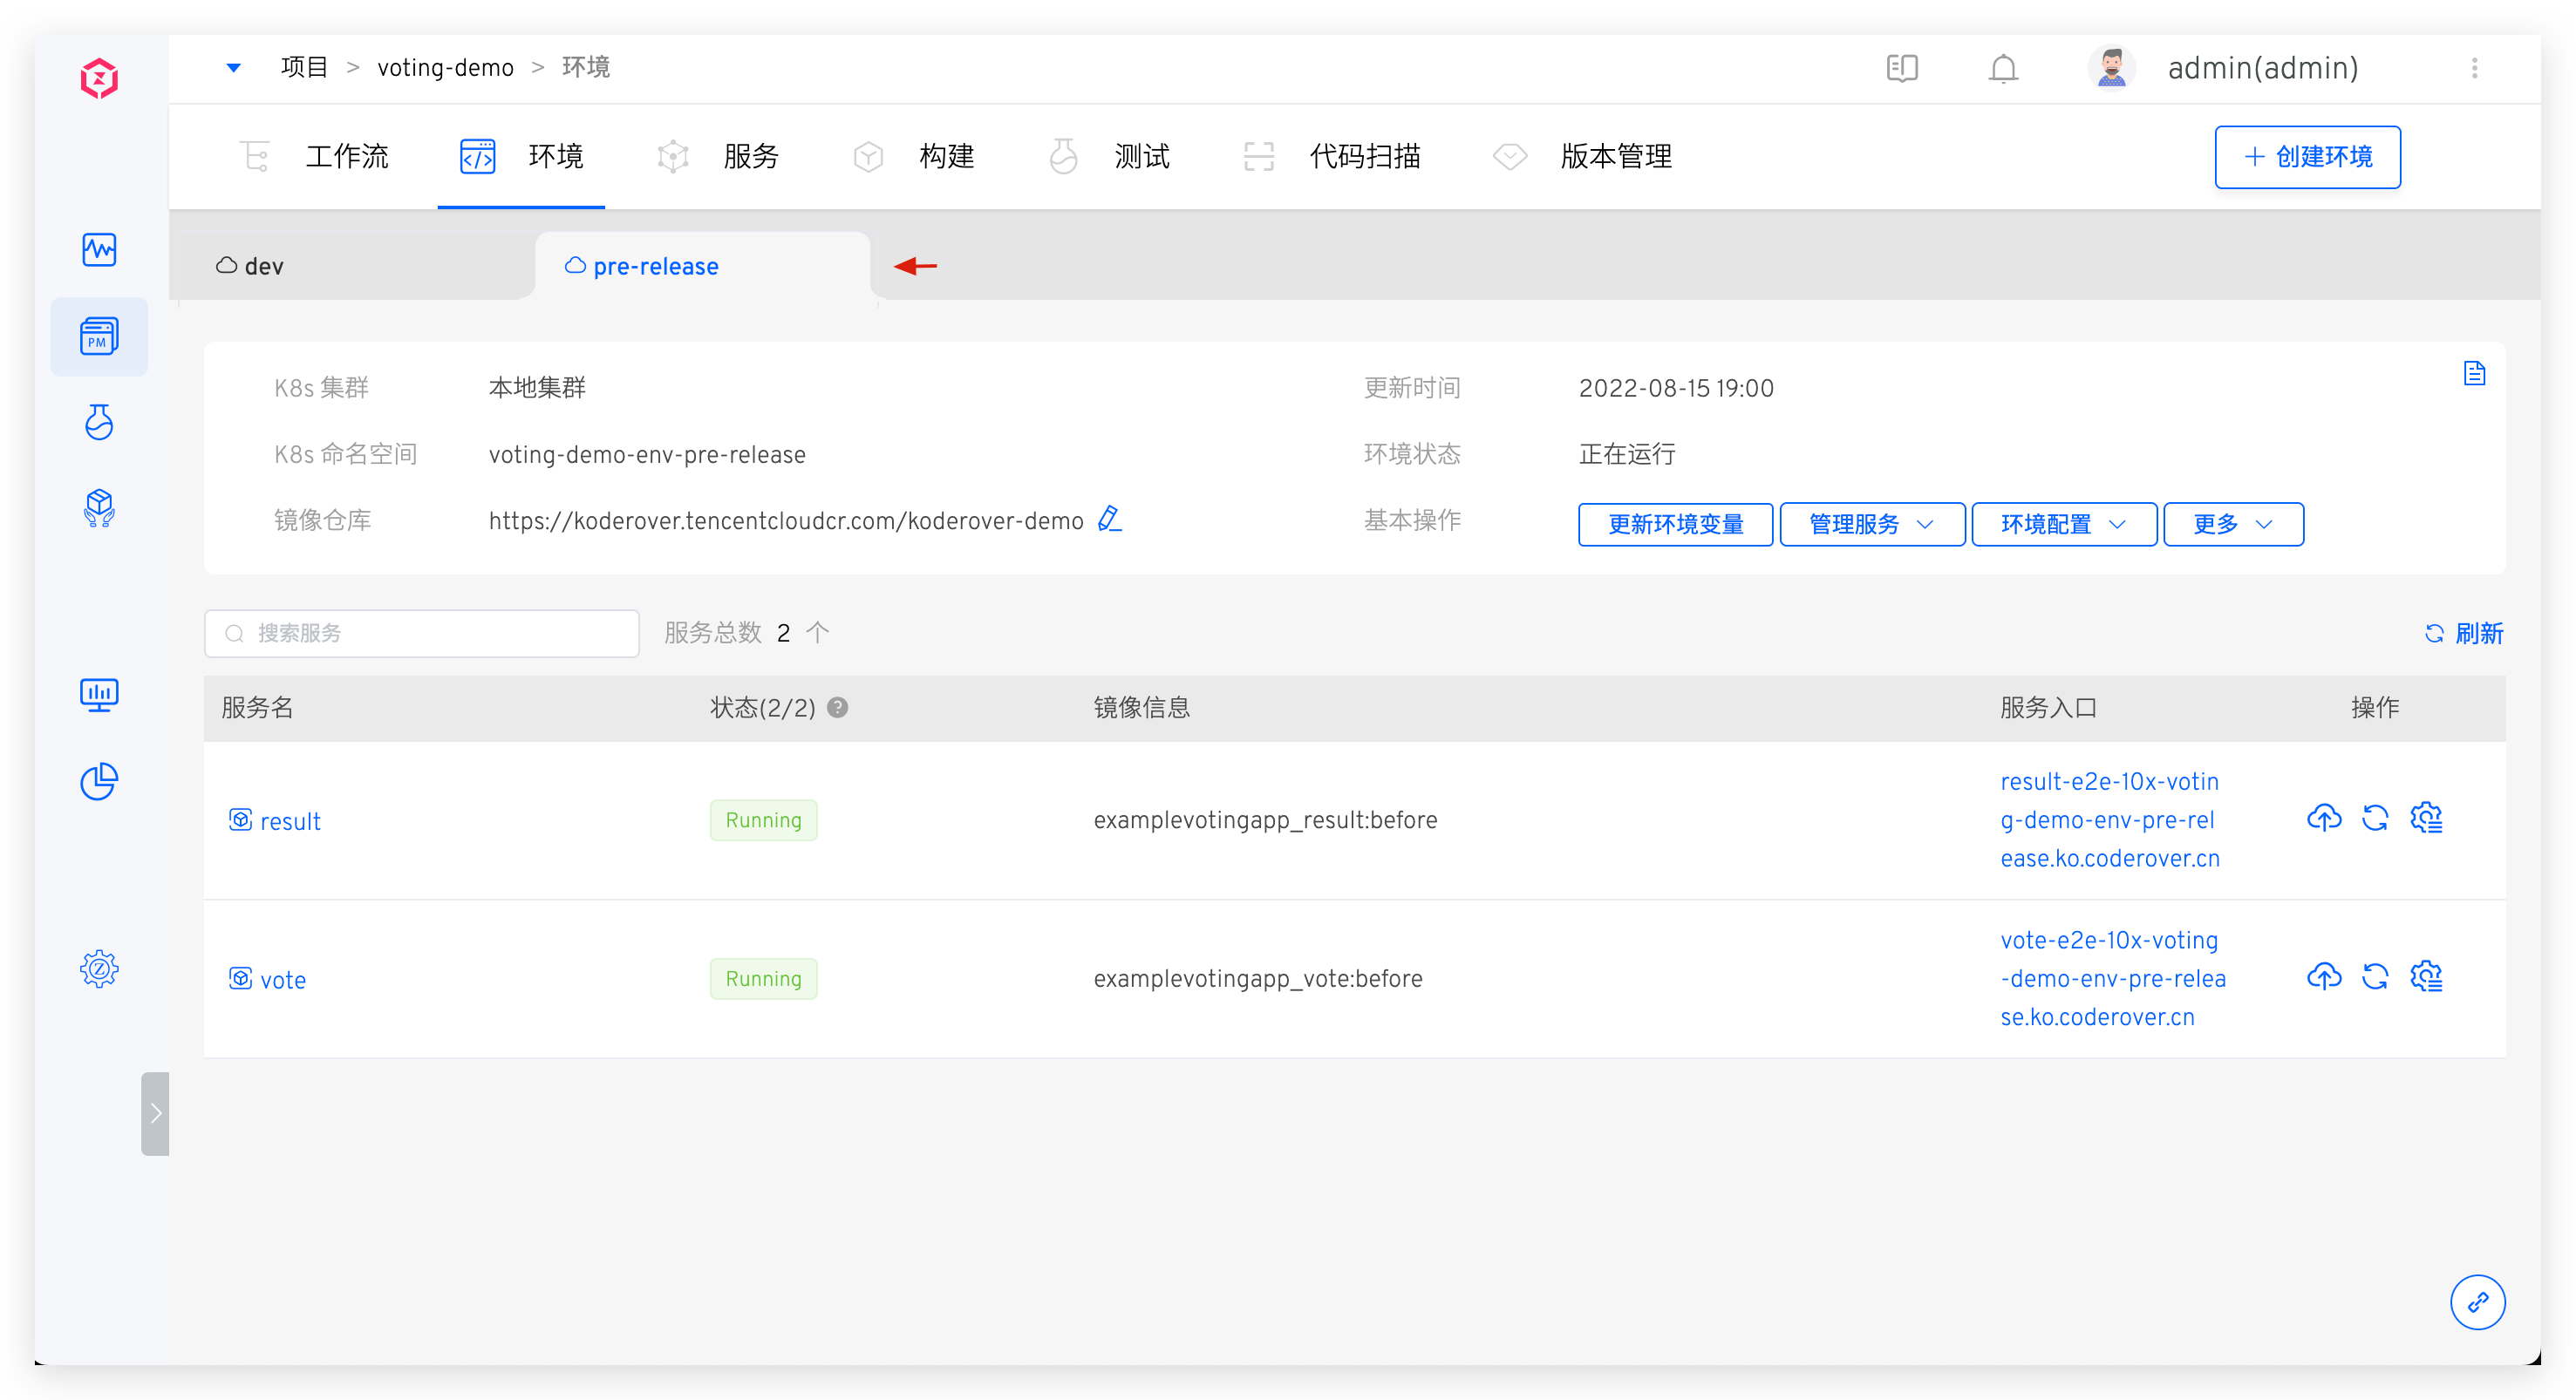 项目 > voting-demo > 环境
admin(admin)
工作流 环境 服务 构建 测试 代码扫描 版本管理
+ 创建环境
dev
pre-release
PM
K8s 集群 本地集群
更新时间 2022-08-15 19:00
K8s 命名空间 voting-demo-env-pre-release
环境状态 正在运行
镜像仓库 https://koderover.tencentcloudcr.com/koderover-demo
基本操作 更新环境变量 管理服务 环境配置 更多
搜索服务
服务总数 2 个
刷新
服务名 状态(2/2) ? 镜像信息 服务入口 操作
result Running examplevotingapp_result:before
result-e2e-10x-votin
g-demo-env-pre-rel
ease.ko.coderover.cn
vote Running examplevotingapp_vote:before
vote-e2e-10x-voting
-demo-env-pre-relea
se.ko.coderover.cn